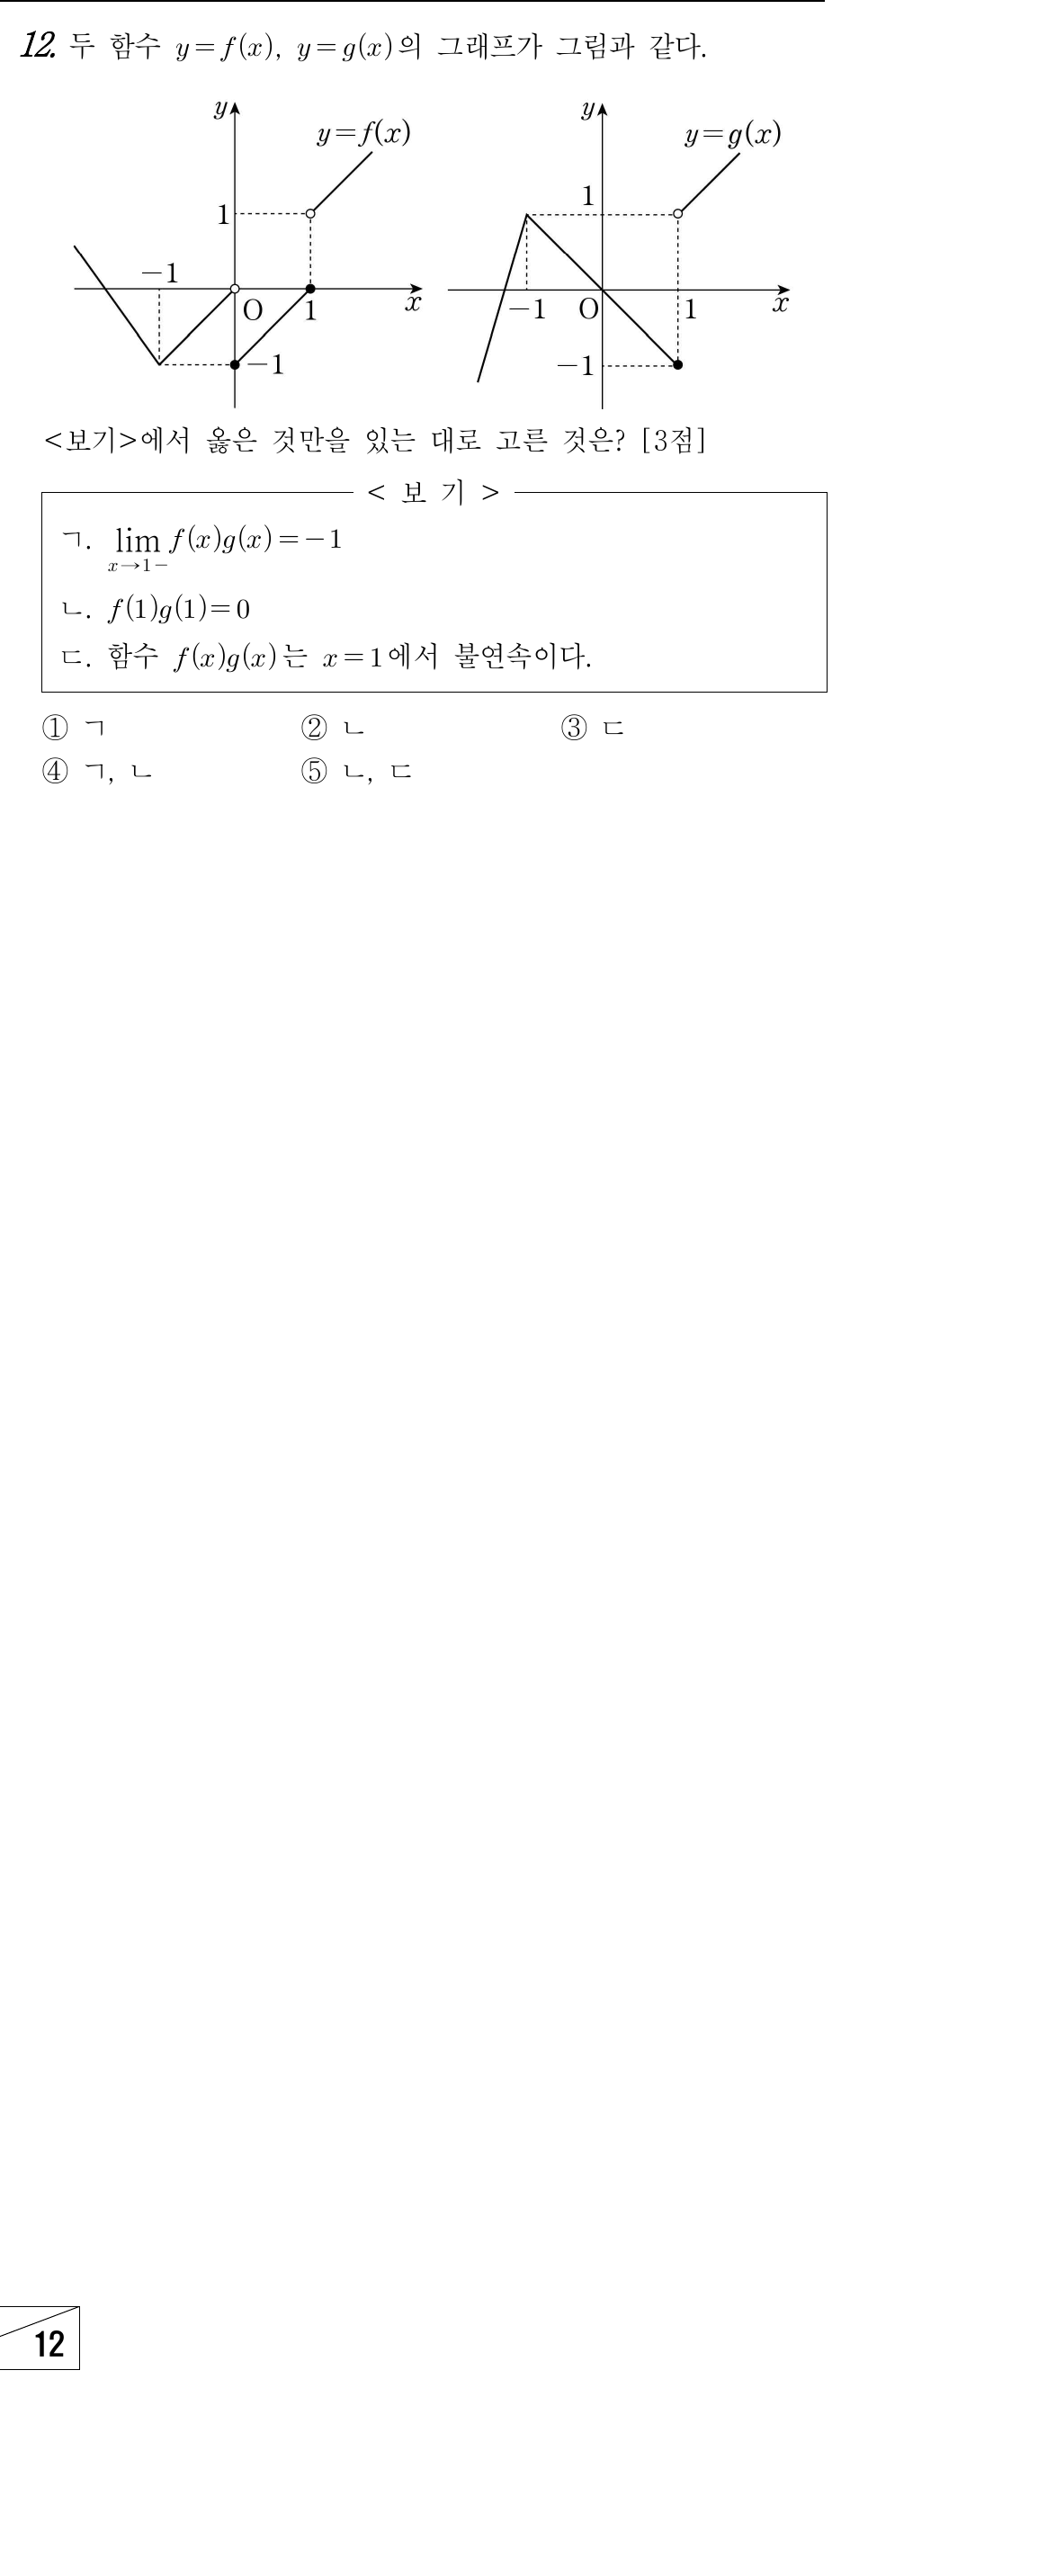 12. 두 함수 y=f(x), y=g(x)의 그래프가 그림과 같다.
y
y=f(x)
1
−1
O
1
x
−1
y
y=g(x)
1
−1
O
1
x
−1
<보기>에서 옳은 것만을 있는 대로 고른 것은? [3점]
< 보 기 >
ㄱ. lim f(x)g(x)=−1
x→1−
ㄴ. f(1)g(1)=0
ㄷ. 함수 f(x)g(x)는 x=1에서 불연속이다.
① ㄱ ② ㄴ ③ ㄷ
④ ㄱ, ㄴ ⑤ ㄴ, ㄷ
12